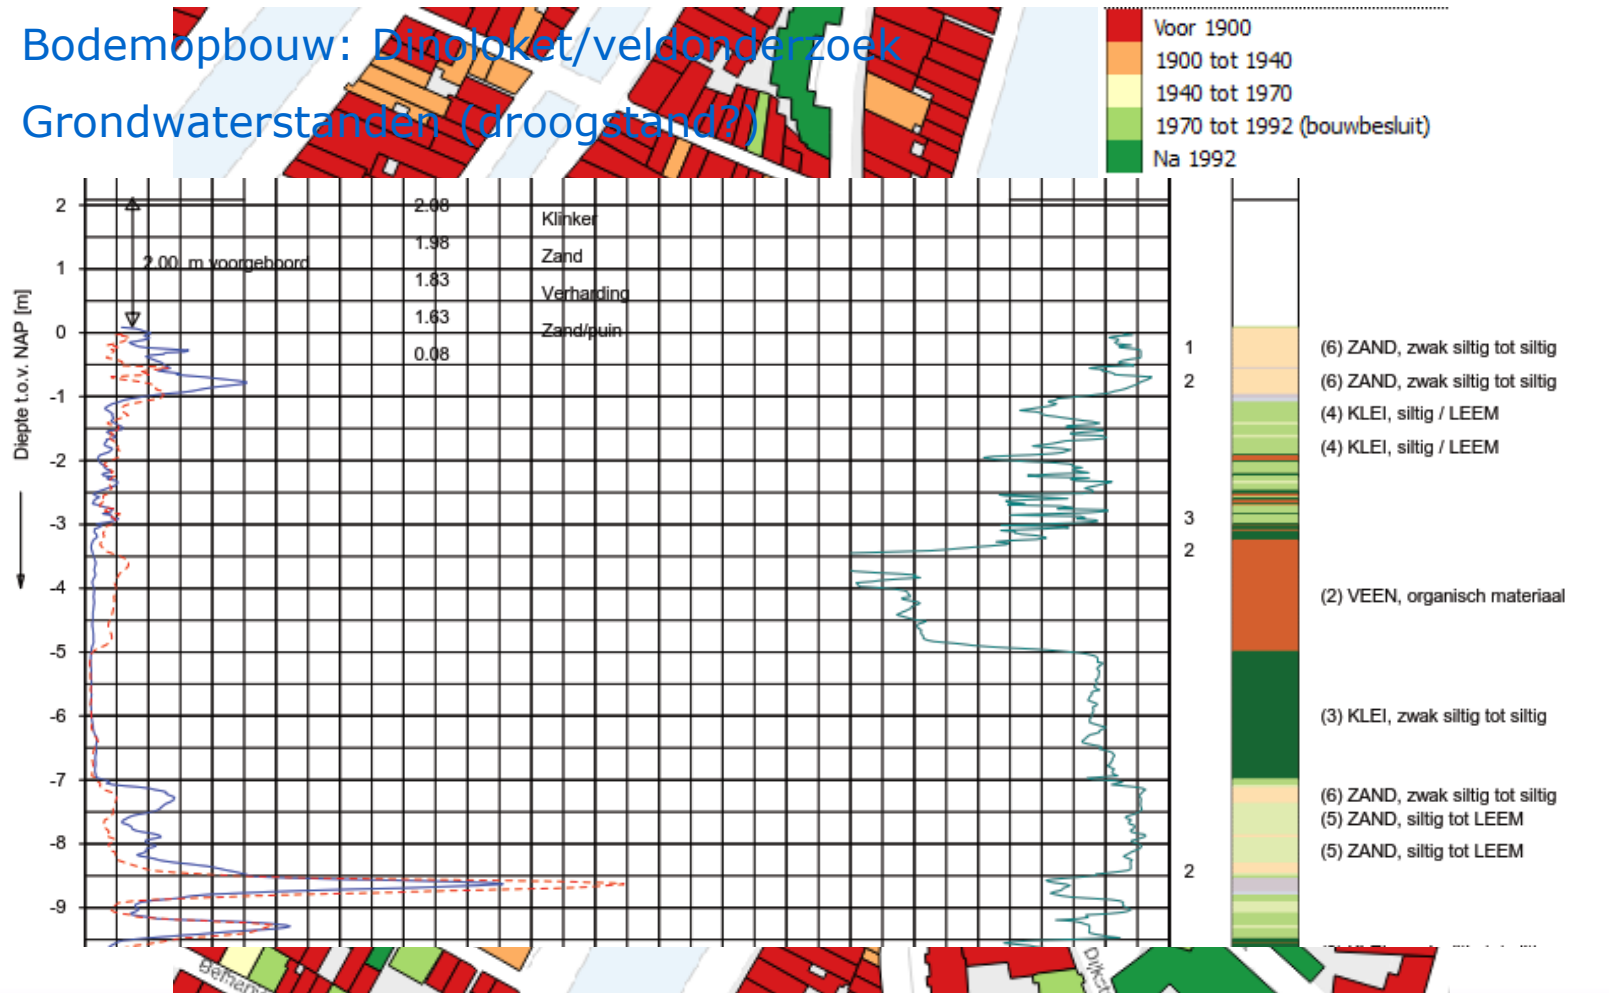 Bodemopbouw: Dinoloket/veldonderzoek
Grondwaterstanden (droogstand?)
Voor 1900
1900 tot 1940
1940 tot 1970
1970 tot 1992 (bouwbesluit)
Na 1992
Diepte t.o.v. NAP [m]
2
1
0
-1
-2
-3
-4
-5
-6
-7
-8
-9
2.00 m voorgeboord
2.08
Klinker
1.98
Zand
1.83
Verharding
1.63
Zand/puin
0.08
1
2
3
2
2
(6) ZAND, zwak siltig tot siltig
(6) ZAND, zwak siltig tot siltig
(4) KLEI, siltig / LEEM
(4) KLEI, siltig / LEEM
(2) VEEN, organisch materiaal
(3) KLEI, zwak siltig tot siltig
(6) ZAND, zwak siltig tot siltig
(5) ZAND, siltig tot LEEM
(5) ZAND, siltig tot LEEM